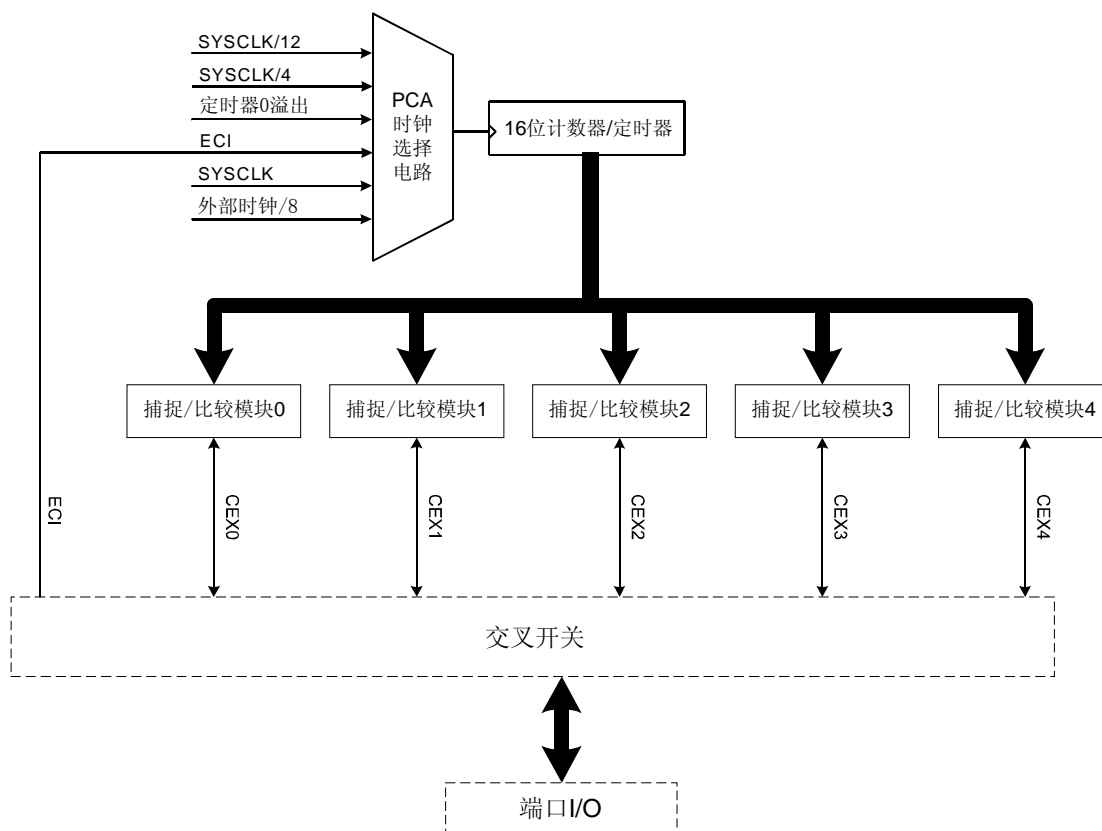 SYSCLK/12
SYSCLK/4
定时器0溢出
ECI
SYSCLK
外部时钟/8
PCA
时钟
选择
电路
16位计数器/定时器
捕捉/比较模块0
捕捉/比较模块1
捕捉/比较模块2
捕捉/比较模块3
捕捉/比较模块4
ECI
CEX0
CEX1
CEX2
CEX3
CEX4
交叉开关
端口I/O